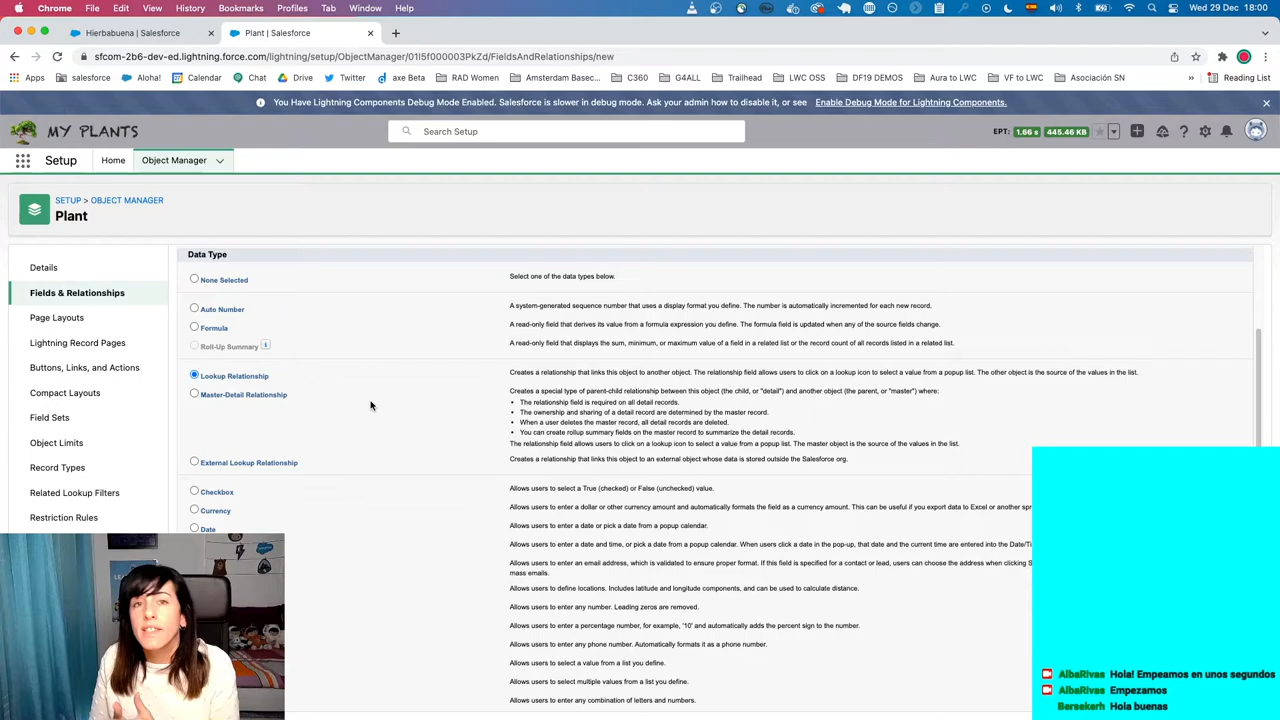 Chrome File Edit View History Bookmarks Profiles Tab Window Help Wed 29 Dec 18:00
Hierbabuena | Salesforce
Plant | Salesforce
sfcom-2b6-dev-ed.lightning.force.com/lightning/setup/ObjectManager/01I5f000003PkZd/FieldsAndRelationships/new
Apps salesforce Aloha! Calendar Chat Drive Twitter axe Beta RAD Women Amsterdam Basec... C360 G4ALL Trailhead LWC OSS DF19 DEMOS Aura to LWC VF to LWC Asociación SN » Reading List
You Have Lightning Components Debug Mode Enabled. Salesforce is slower in debug mode. Ask your admin how to disable it, or see Enable Debug Mode for Lightning Components.
MY PLANTS
Search Setup
EPT: 1.66 s 445.46 KB
Setup Home Object Manager
SETUP > OBJECT MANAGER
Plant
Details
Fields & Relationships
Page Layouts
Lightning Record Pages
Buttons, Links, and Actions
Compact Layouts
Field Sets
Object Limits
Record Types
Related Lookup Filters
Restriction Rules
Data Type
None Selected Select one of the data types below.
Auto Number A system-generated sequence number that uses a display format you define. The number is automatically incremented for each new record.
Formula A read-only field that derives its value from a formula expression you define. The formula field is updated when any of the source fields change.
Roll-Up Summary A read-only field that displays the sum, minimum, or maximum value of a field in a related list or the record count of all records listed in a related list.
Lookup Relationship Creates a relationship that links this object to another object. The relationship field allows users to click on a lookup icon to select a value from a popup list. The other object is the source of the values in the list.
Master-Detail Relationship Creates a special type of parent-child relationship between this object (the child, or "detail") and another object (the parent, or "master") where:
• The relationship field is required on all detail records.
• The ownership and sharing of a detail record are determined by the master record.
• When a user deletes the master record, all detail records are deleted.
• You can create rollup summary fields on the master record to summarize the detail records.
The relationship field allows users to click on a lookup icon to select a value from a popup list. The master object is the source of the values in the list.
External Lookup Relationship Creates a relationship that links this object to an external object whose data is stored outside the Salesforce org.
Checkbox Allows users to select a True (checked) or False (unchecked) value.
Currency Allows users to enter a dollar or other currency amount and automatically formats the field as a currency amount. This can be useful if you export data to Excel or another spr
Date Allows users to enter a date or pick a date from a popup calendar.
Allows users to enter a date and time, or pick a date from a popup calendar. When users click a date in the pop-up, that date and the current time are entered into the Date/Ti
Allows users to enter an email address, which is validated to ensure proper format. If this field is specified for a contact or lead, users can choose the address when clicking S
mass emails.
Allows users to define locations. Includes latitude and longitude components, and can be used to calculate distance.
Allows users to enter any number. Leading zeros are removed.
Allows users to enter a percentage number, for example, '10' and automatically adds the percent sign to the number.
Allows users to enter any phone number. Automatically formats it as a phone number.
Allows users to select a value from a list you define.
Allows users to select multiple values from a list you define.
Allows users to enter any combination of letters and numbers.
AlbaRivas Hola! Empeamos en unos segundos
AlbaRivas Empezamos
Bersekerh Hola buenas